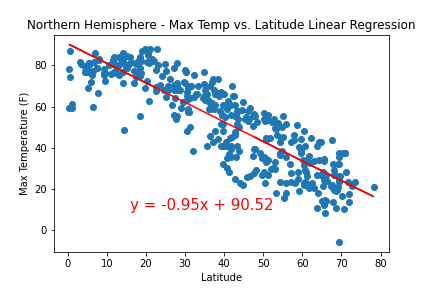 Northern Hemisphere - Max Temp vs. Latitude Linear Regression
Max Temperature (F)
80
60
40
20
0
y = -0.95x + 90.52
0 10 20 30 40 50 60 70 80
Latitude